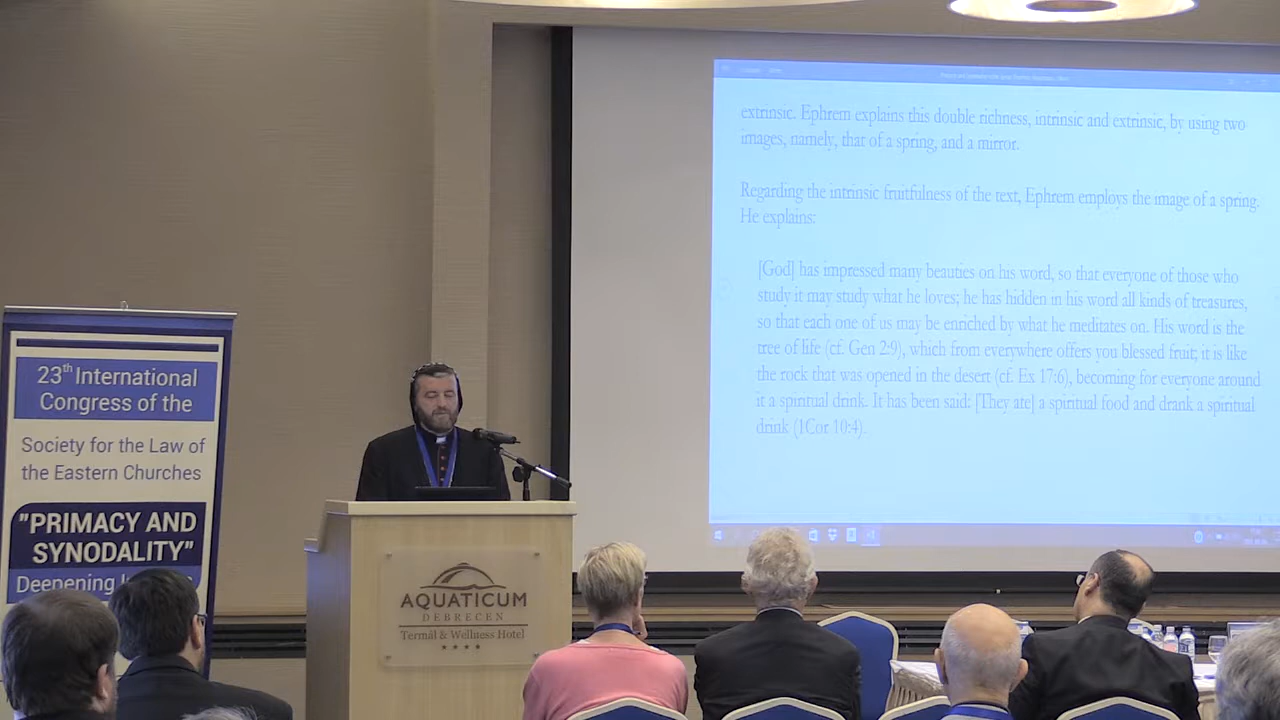 23th International
Congress of the
Society for the Law of
the Eastern Churches
"PRIMACY AND
SYNODALITY"
Deepening
AQUATICUM
DEBRECEN
Termál & Wellness Hotel
extrinsic. Ephrem explains this double richness, intrinsic and extrinsic, by using two
images, namely, that of a spring, and a mirror.
Regarding the intrinsic fruitfulness of the text, Ephrem employs the image of a spring.
He explains:
[God] has impressed many beauties on his word, so that everyone of those who
study it may study what he loves; he has hidden in his word all kinds of treasures,
so that each one of us may be enriched by what he meditates on. His word is the
tree of life (cf. Gen 2:9), which from everywhere offers you blessed fruit; it is like
the rock that was opened in the desert (cf. Ex 17:6), becoming for everyone around
it a spiritual drink. It has been said: [They ate] a spiritual food and drank a spiritual
drink (1Cor 10:4).